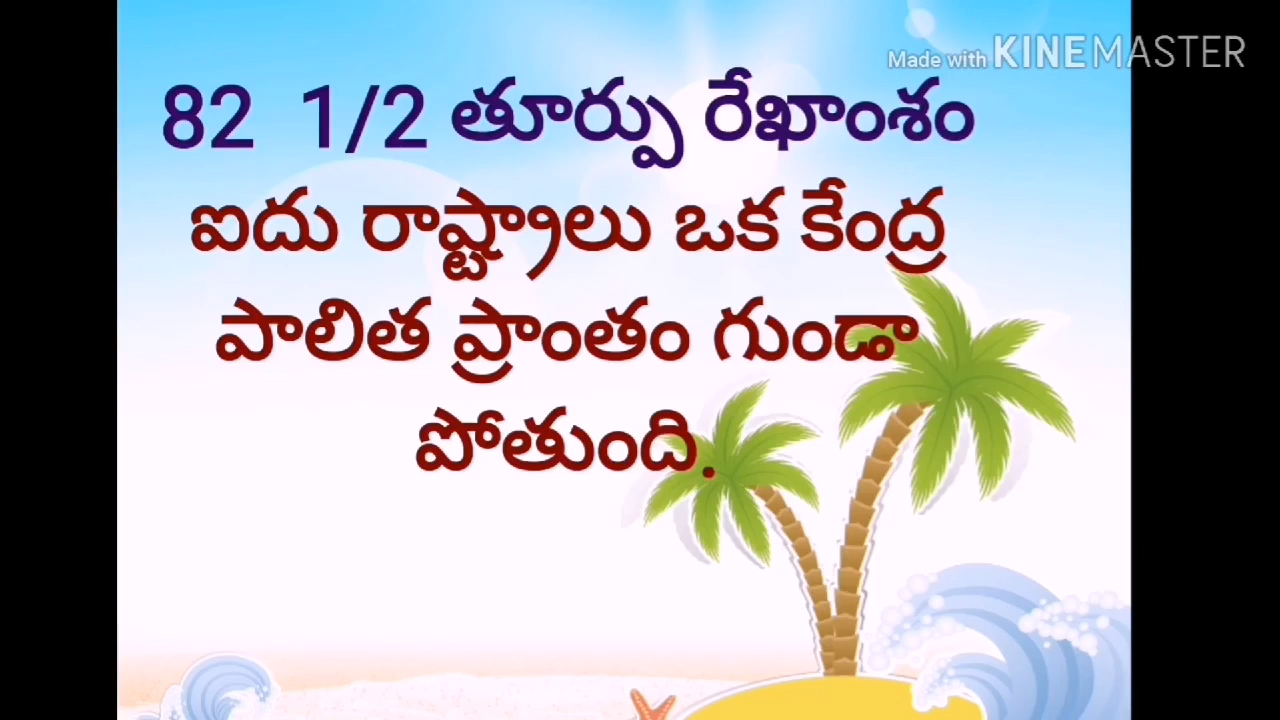 Made with KINEMASTER
82 1/2 తూర్పు రేఖాంశం
ఐదు రాష్ట్రాలు ఒక కేంద్ర
పాలిత ప్రాంతం గుండా
పోతుంది.